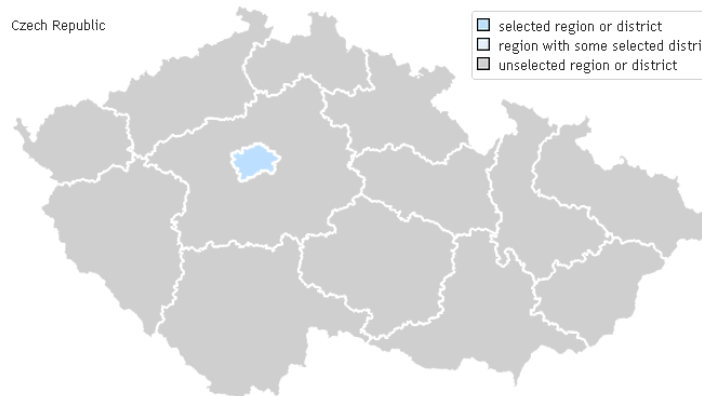 Czech Republic
selected region or district
region with some selected distri
unselected region or district